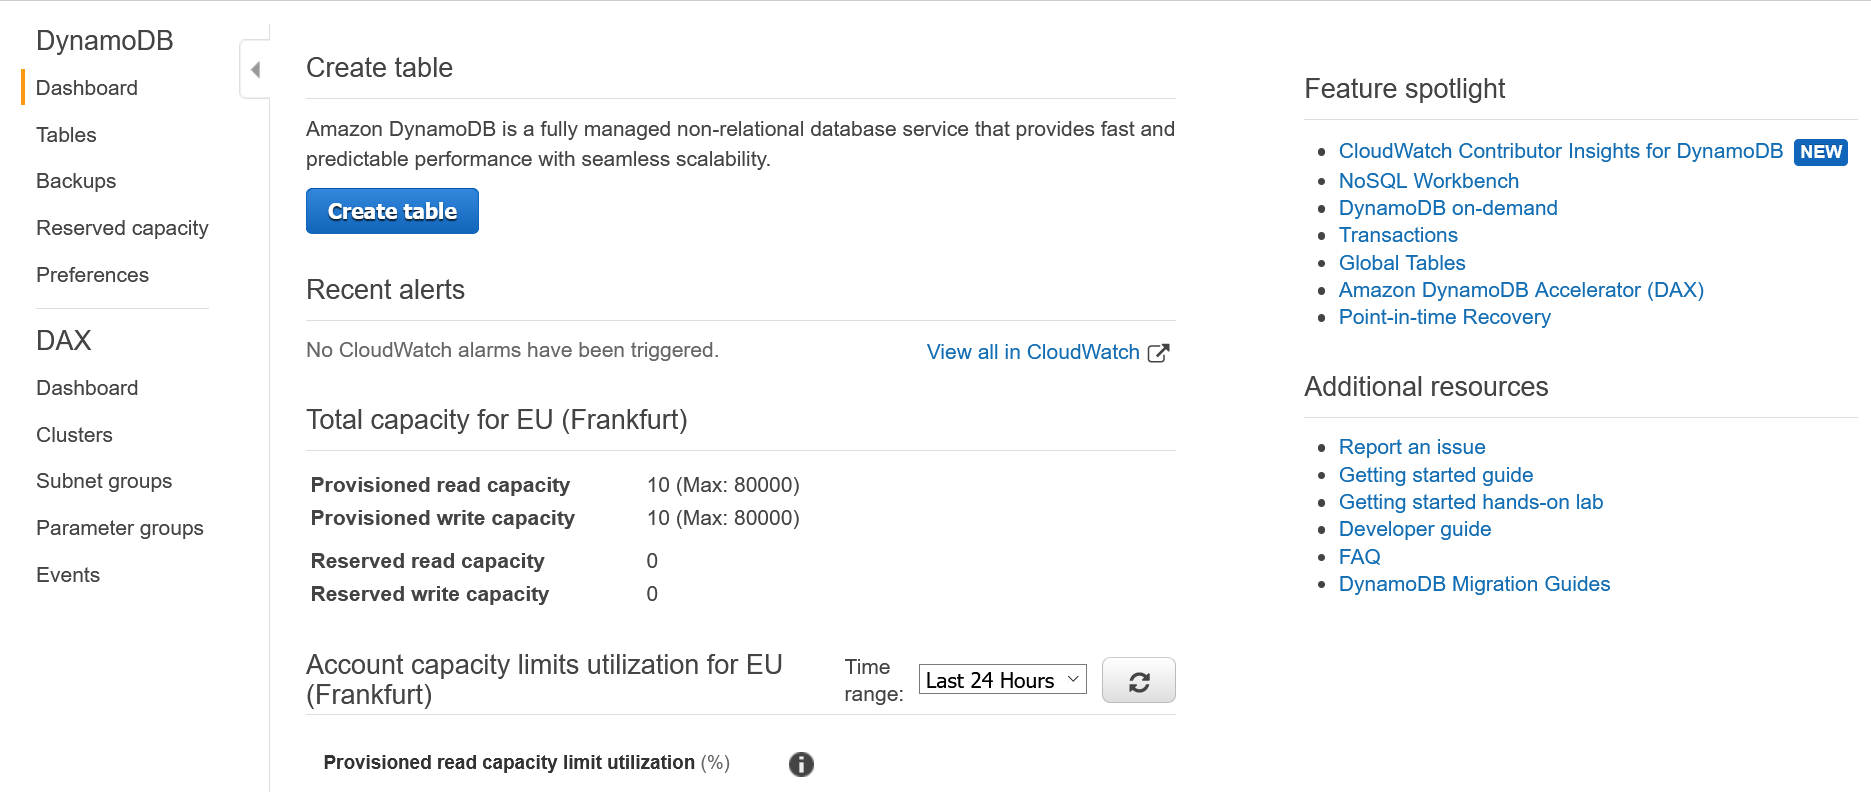 DynamoDB
Dashboard
Tables
Backups
Reserved capacity
Preferences
DAX
Dashboard
Clusters
Subnet groups
Parameter groups
Events
Create table
Amazon DynamoDB is a fully managed non-relational database service that provides fast and
predictable performance with seamless scalability.
Create table
Recent alerts
No CloudWatch alarms have been triggered.
View all in CloudWatch
Total capacity for EU (Frankfurt)
Provisioned read capacity 10 (Max: 80000)
Provisioned write capacity 10 (Max: 80000)
Reserved read capacity 0
Reserved write capacity 0
Account capacity limits utilization for EU
(Frankfurt)
Time
range:
Last 24 Hours
Provisioned read capacity limit utilization (%)
Feature spotlight
CloudWatch Contributor Insights for DynamoDB NEW
NoSQL Workbench
DynamoDB on-demand
Transactions
Global Tables
Amazon DynamoDB Accelerator (DAX)
Point-in-time Recovery
Additional resources
Report an issue
Getting started guide
Getting started hands-on lab
Developer guide
FAQ
DynamoDB Migration Guides